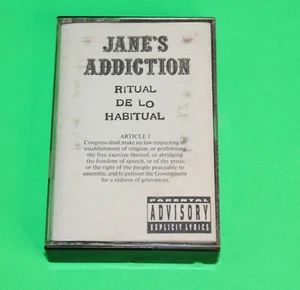 JANE'S
ADDICTION
RITUAL
DE LO
HABITUAL
ARTICLE 1
Congress shall make no law respecting an
establishment of religion, or prohibiting
the free exercise thereof; or abridging
the freedom of speech, or of the press;
or the right of the people peaceably to
assemble, and to petition the Government
for a redress of grievances.
PARENTAL
ADVISORY
EXPLICIT LYRICS